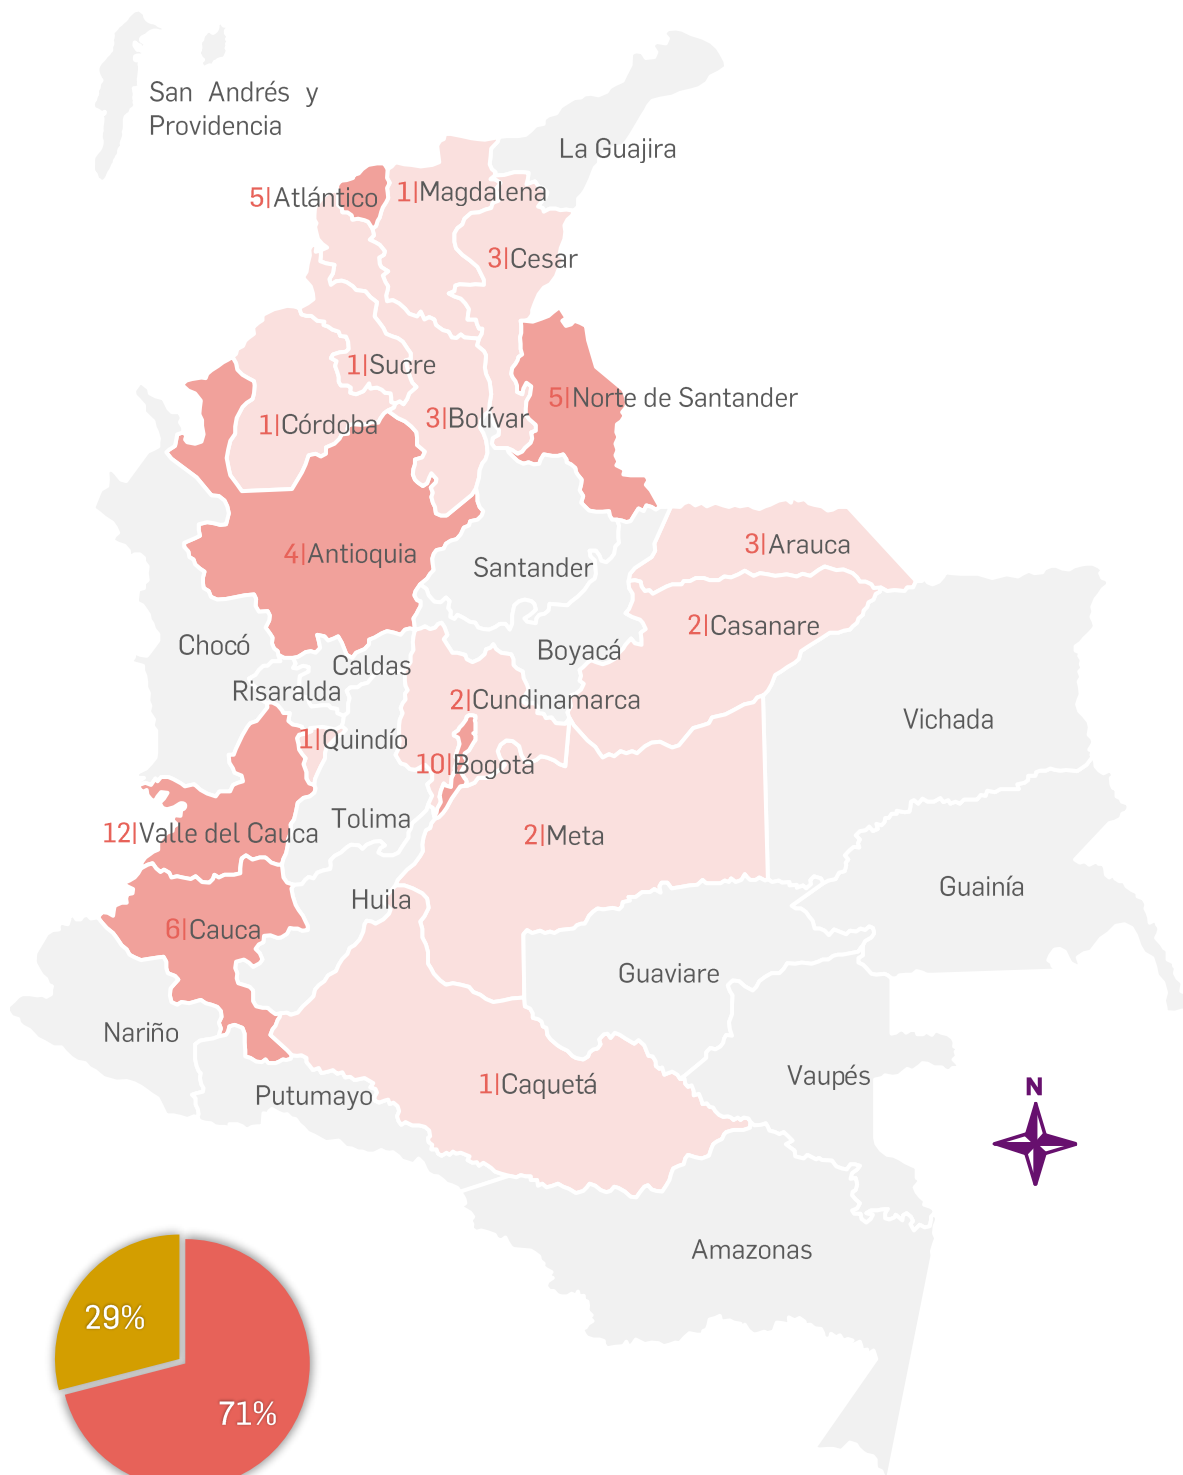 San Andrés y
Providencia
La Guajira
5|Atlántico
1|Magdalena
3|Cesar
1|Sucre
5|Norte de Santander
1|Córdoba
3|Bolívar
4|Antioquia
3|Arauca
Santander
2|Casanare
Chocó
Boyacá
Caldas
Risaralda
2|Cundinamarca
Vichada
1|Quindío
10|Bogotá
Tolima
12|Valle del Cauca
2|Meta
Guainía
Huila
6|Cauca
Guaviare
Nariño
Vaupés
1|Caquetá
Putumayo
N
Amazonas
29%
71%